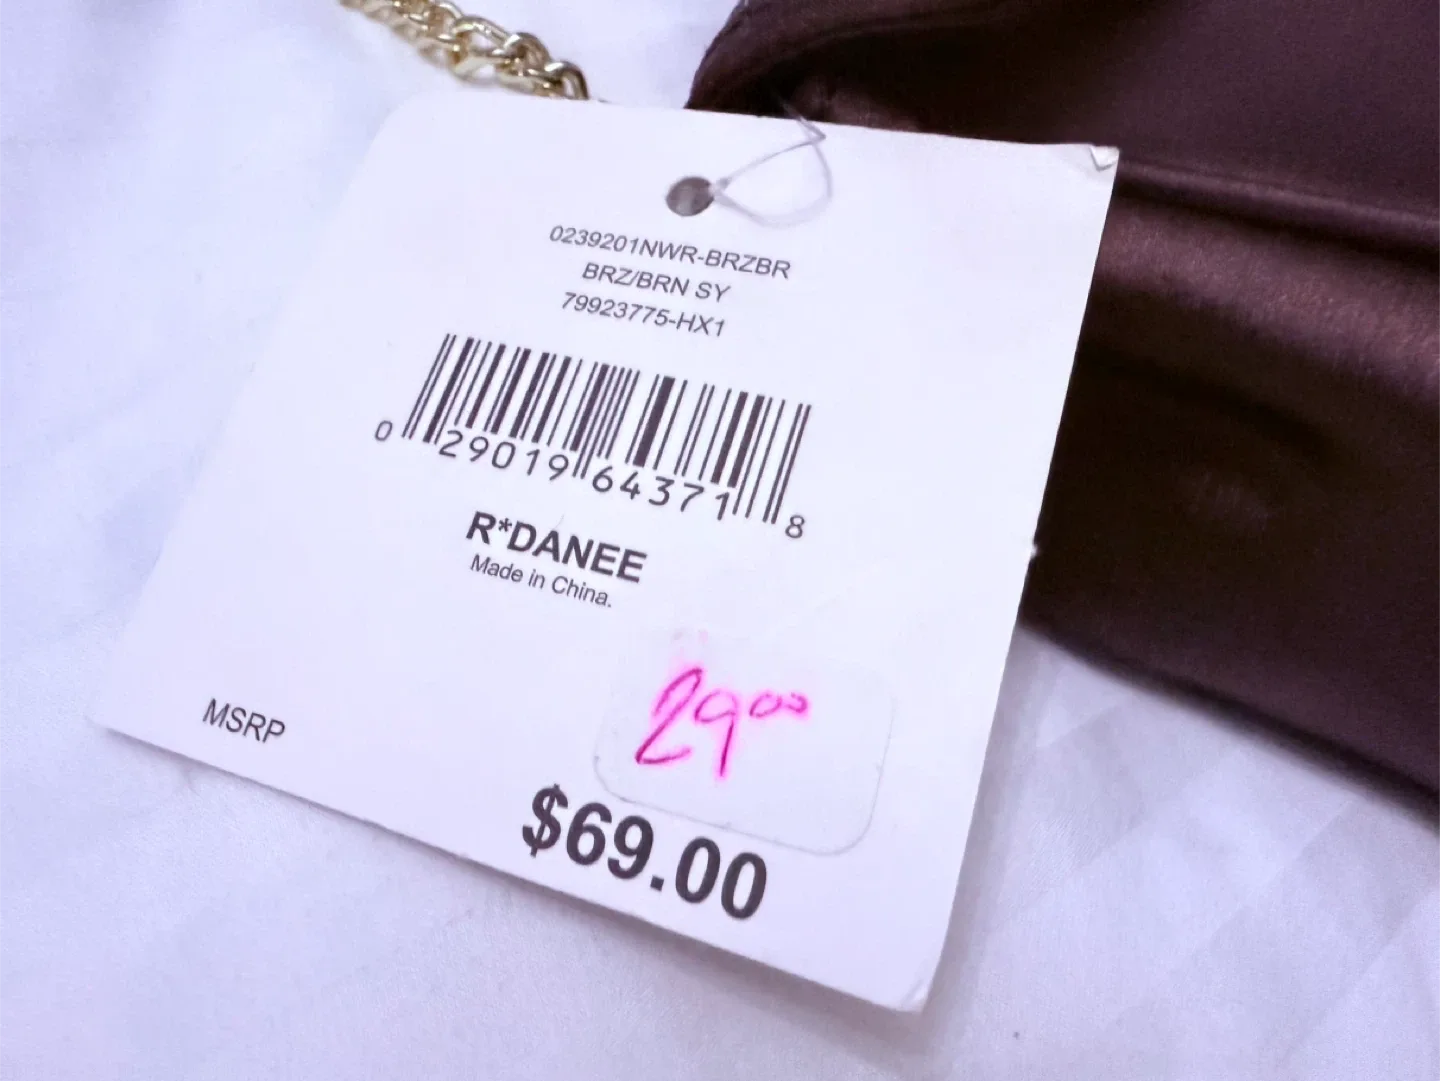 0239201NWR-BRZBR
BRZ/BRN SY
79923775-HX1
0 29019 64371 8
R*DANEE
Made in China.
29⁰⁰
MSRP
$69.00